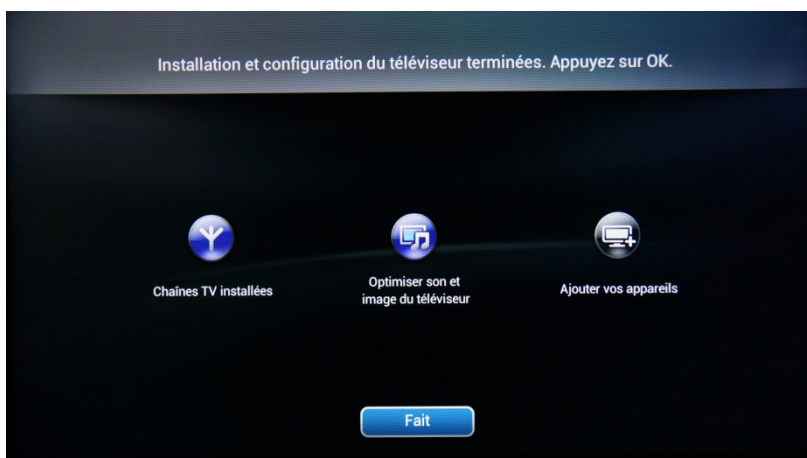 Installation et configuration du téléviseur terminées. Appuyez sur OK.
Chaînes TV installées
Optimiser son et
image du téléviseur
Ajouter vos appareils
Fait